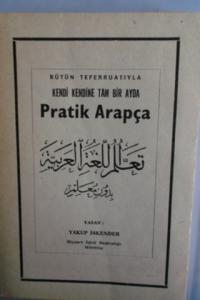 BÜTÜN TEFERRUATIYLA
KENDİ KENDİNE TAM BİR AYDA
Pratik Arapça
تعلم اللغة العربية
بدون معلم
YAZAN :
YAKUP İSKENDER